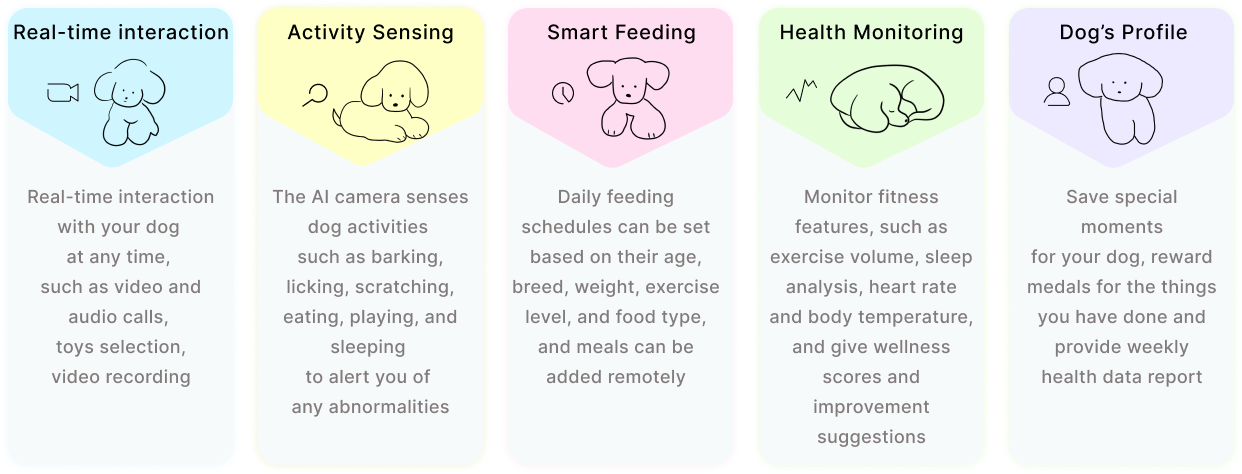 Real-time interaction
Real-time interaction
with your dog
at any time,
such as video and
audio calls,
toys selection,
video recording
Activity Sensing
The AI camera senses
dog activities
such as barking,
licking, scratching,
eating, playing, and
sleeping
to alert you of
any abnormalities
Smart Feeding
Daily feeding
schedules can be set
based on their age,
breed, weight, exercise
level, and food type,
and meals can be
added remotely
Health Monitoring
Monitor fitness
features, such as
exercise volume, sleep
analysis, heart rate
and body temperature,
and give wellness
scores and
improvement
suggestions
Dog’s Profile
Save special
moments
for your dog, reward
medals for the things
you have done and
provide weekly
health data report